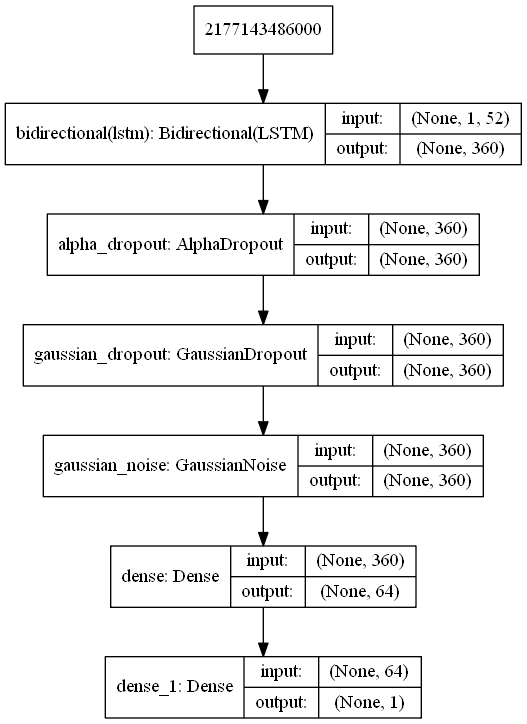 2177143486000
bidirectional(lstm): Bidirectional(LSTM)
input: (None, 1, 52)
output: (None, 360)
alpha_dropout: AlphaDropout
input: (None, 360)
output: (None, 360)
gaussian_dropout: GaussianDropout
input: (None, 360)
output: (None, 360)
gaussian_noise: GaussianNoise
input: (None, 360)
output: (None, 360)
dense: Dense
input: (None, 360)
output: (None, 64)
dense_1: Dense
input: (None, 64)
output: (None, 1)